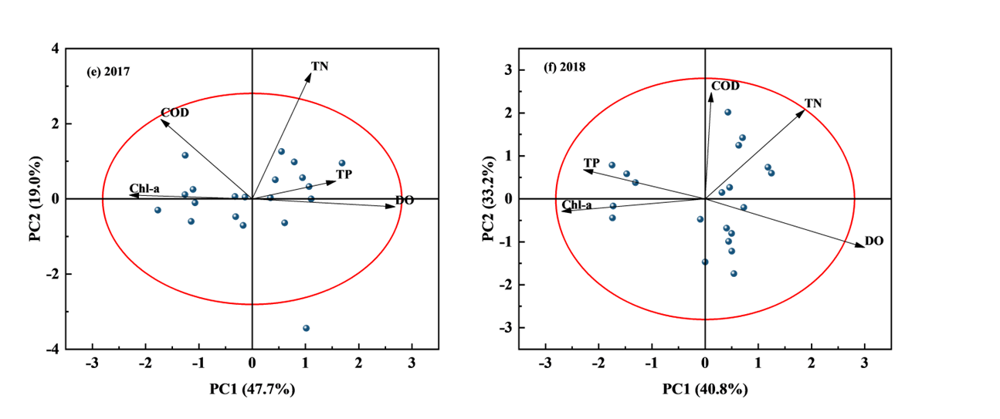 (e) 2017
TN
COD
TP
Chl-a
DO
4
2
0
-2
-4
-3
-2
-1
0
1
2
3
PC1 (47.7%)
PC2 (19.0%)
(f) 2018
COD
TN
TP
Chl-a
DO
3
2
1
0
-1
-2
-3
-3
-2
-1
0
1
2
3
PC1 (40.8%)
PC2 (33.2%)